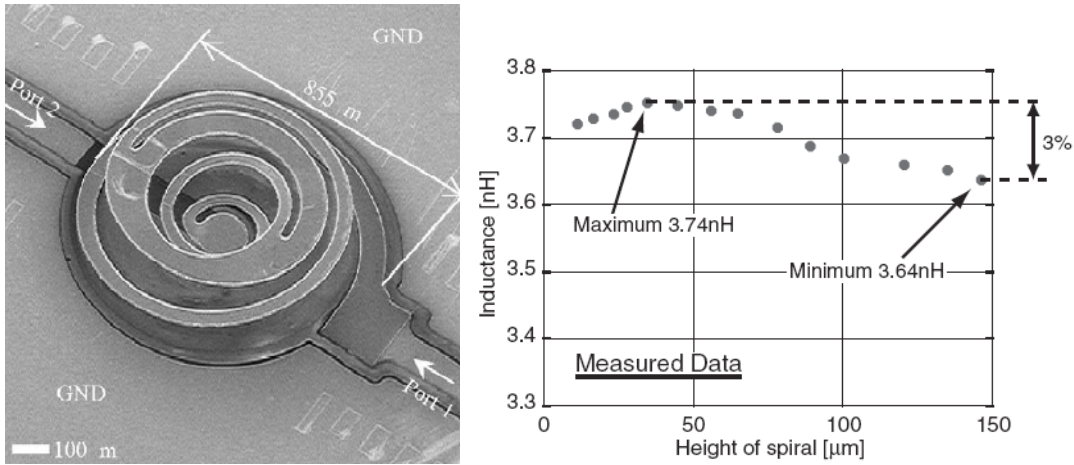 GND
Port 2
855 m
Port 1
GND
100 m
3.8
3.7
3.6
3.5
3.4
3.3
Inductance [nH]
Maximum 3.74nH
Minimum 3.64nH
3%
Measured Data
0
50
100
150
Height of spiral [μm]